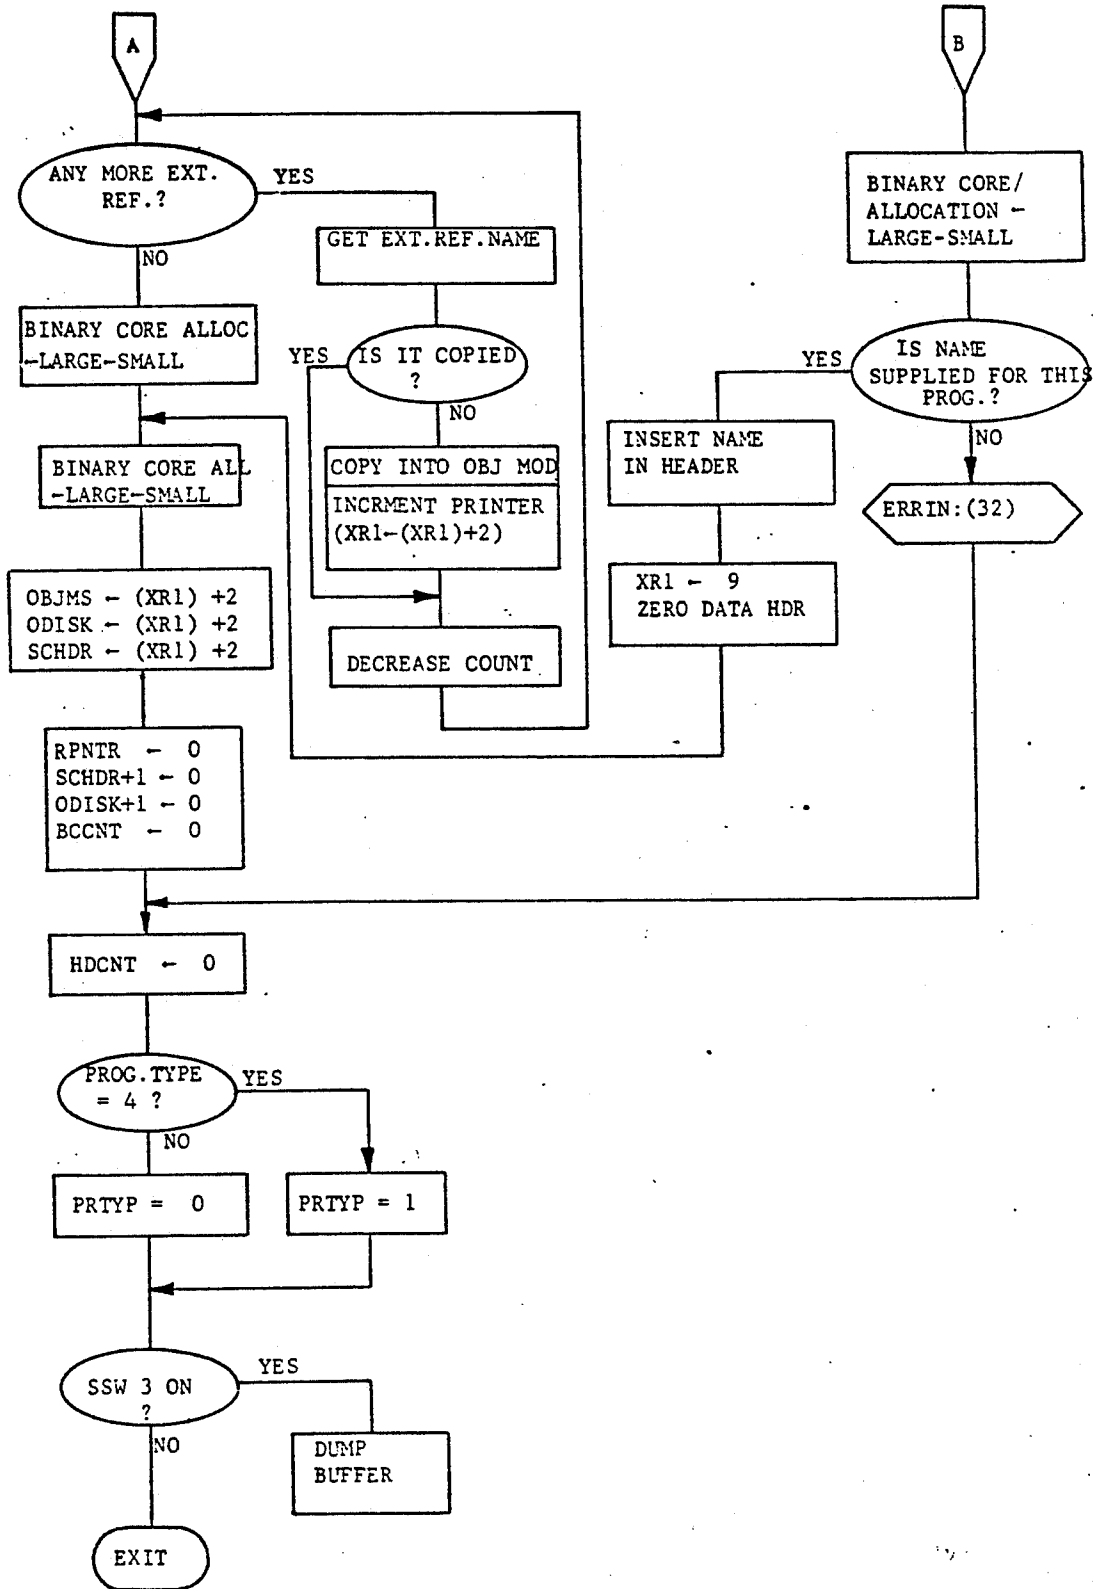 A
B
ANY MORE EXT.
REF.?
YES
NO
GET EXT.REF.NAME
BINARY CORE ALLOC
←LARGE-SMALL
YES
IS IT COPIED
?
NO
COPY INTO OBJ MOD
INCRMENT PRINTER
(XR1←(XR1)+2)
DECREASE COUNT
BINARY CORE ALL
←LARGE-SMALL
OBJMS ← (XR1) +2
ODISK ← (XR1) +2
SCHDR ← (XR1) +2
RPNTR ← 0
SCHDR+1 ← 0
ODISK+1 ← 0
BCCNT ← 0
BINARY CORE/
ALLOCATION ←
LARGE-SMALL
IS NAME
SUPPLIED FOR THIS
PROG.?
YES
NO
INSERT NAME
IN HEADER
XR1 ← 9
ZERO DATA HDR
ERRIN:(32)
HDCNT ← 0
PROG.TYPE
= 4 ?
YES
NO
PRTYP = 0
PRTYP = 1
SSW 3 ON
?
YES
NO
DUMP
BUFFER
EXIT